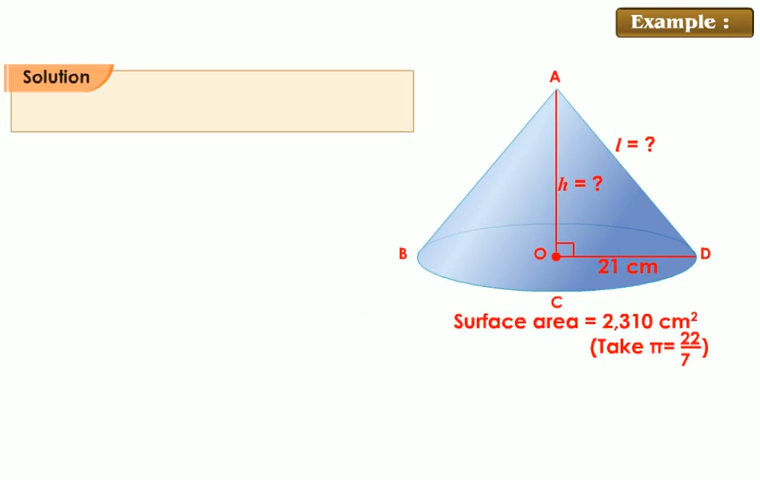 Example :
Solution
A
l = ?
h = ?
B
O
D
21 cm
C
Surface area = 2,310 cm²
(Take π= 22/7)